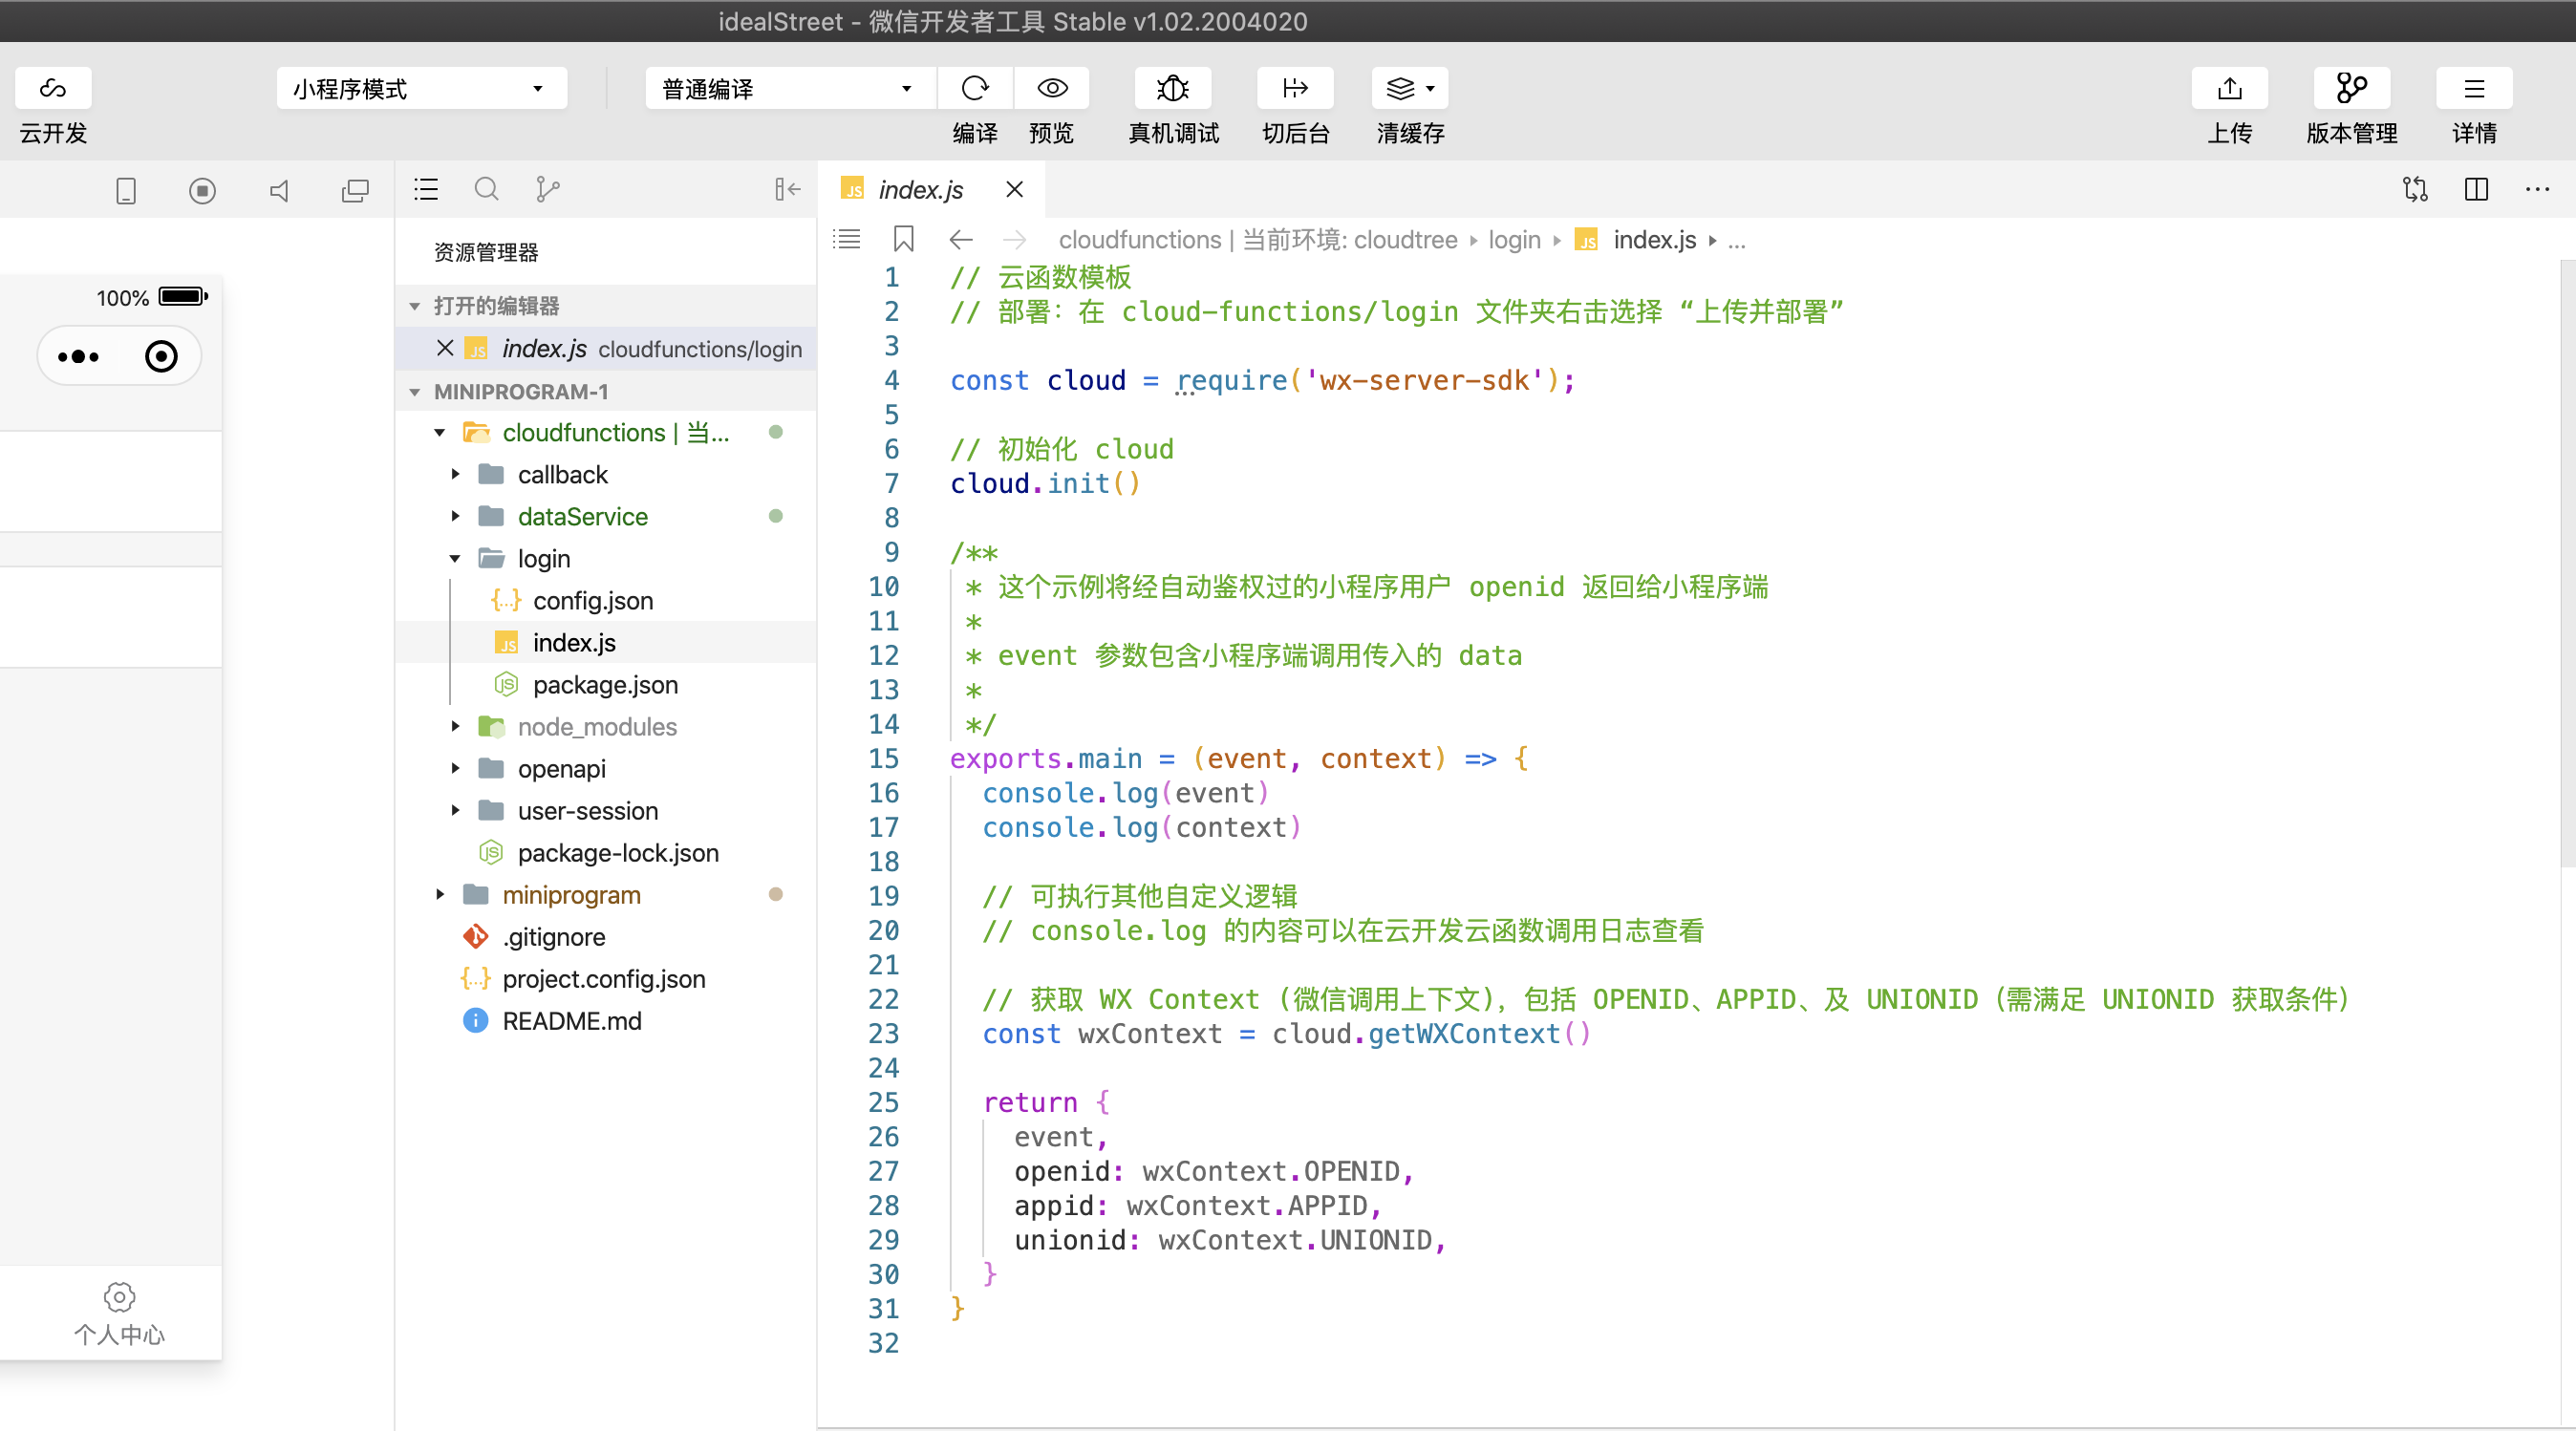 idealStreet - 微信开发者工具 Stable v1.02.2004020
云开发
小程序模式
普通编译
编译
预览
真机调试
切后台
清缓存
上传
版本管理
详情
100%
个人中心
资源管理器
打开的编辑器
index.js cloudfunctions/login
MINIPROGRAM-1
cloudfunctions | 当...
callback
dataService
login
config.json
index.js
package.json
node_modules
openapi
user-session
package-lock.json
miniprogram
.gitignore
project.config.json
README.md
index.js
cloudfunctions | 当前环境: cloudtree ▸ login ▸ index.js ▸ ...
1 // 云函数模板
2 // 部署：在 cloud-functions/login 文件夹右击选择 “上传并部署”
3
4 const cloud = require('wx-server-sdk');
5
6 // 初始化 cloud
7 cloud.init()
8
9 /**
10 * 这个示例将经自动鉴权过的小程序用户 openid 返回给小程序端
11 *
12 * event 参数包含小程序端调用传入的 data
13 *
14 */
15 exports.main = (event, context) => {
16 console.log(event)
17 console.log(context)
18
19 // 可执行其他自定义逻辑
20 // console.log 的内容可以在云开发云函数调用日志查看
21
22 // 获取 WX Context (微信调用上下文)，包括 OPENID、APPID、及 UNIONID（需满足 UNIONID 获取条件）
23 const wxContext = cloud.getWXContext()
24
25 return {
26 event,
27 openid: wxContext.OPENID,
28 appid: wxContext.APPID,
29 unionid: wxContext.UNIONID,
30 }
31 }
32